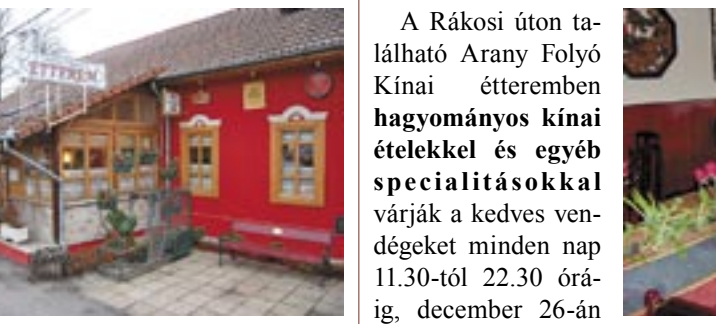 ÉTTEREM
A Rákosi úton ta-
lálható Arany Folyó
Kínai étteremben
hagyományos kínai
ételekkel és egyéb
specialitásokkal
várják a kedves ven-
dégeket minden nap
11.30-tól 22.30 órá-
ig, december 26-án